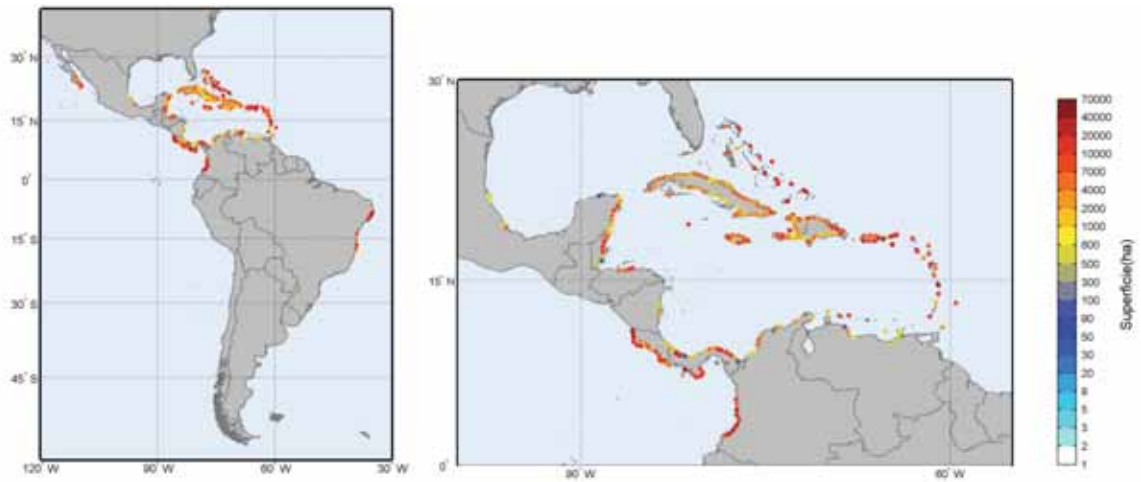 30° N
15° N
0°
15° S
30° S
45° S
120° W
90° W
60° W
30° W
30° N
15° N
0°
90° W
60° W
70000
40000
20000
10000
7000
4000
2000
1000
800
500
300
100
90
50
30
20
8
5
3
2
1
Superficie(ha)